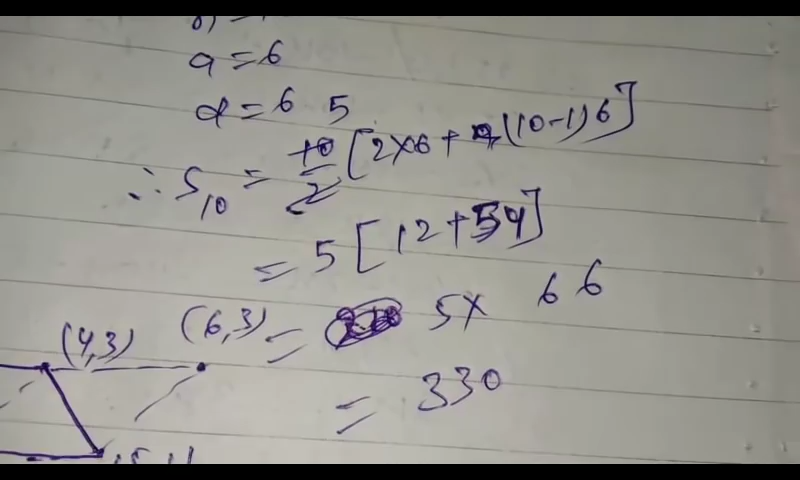 a = 6
d = 6
5
∴ S10 = 10/2 [2×6 + (10-1)6]
= 5 [12+54]
= 5× 66
= 330
(4,3) (6,3)